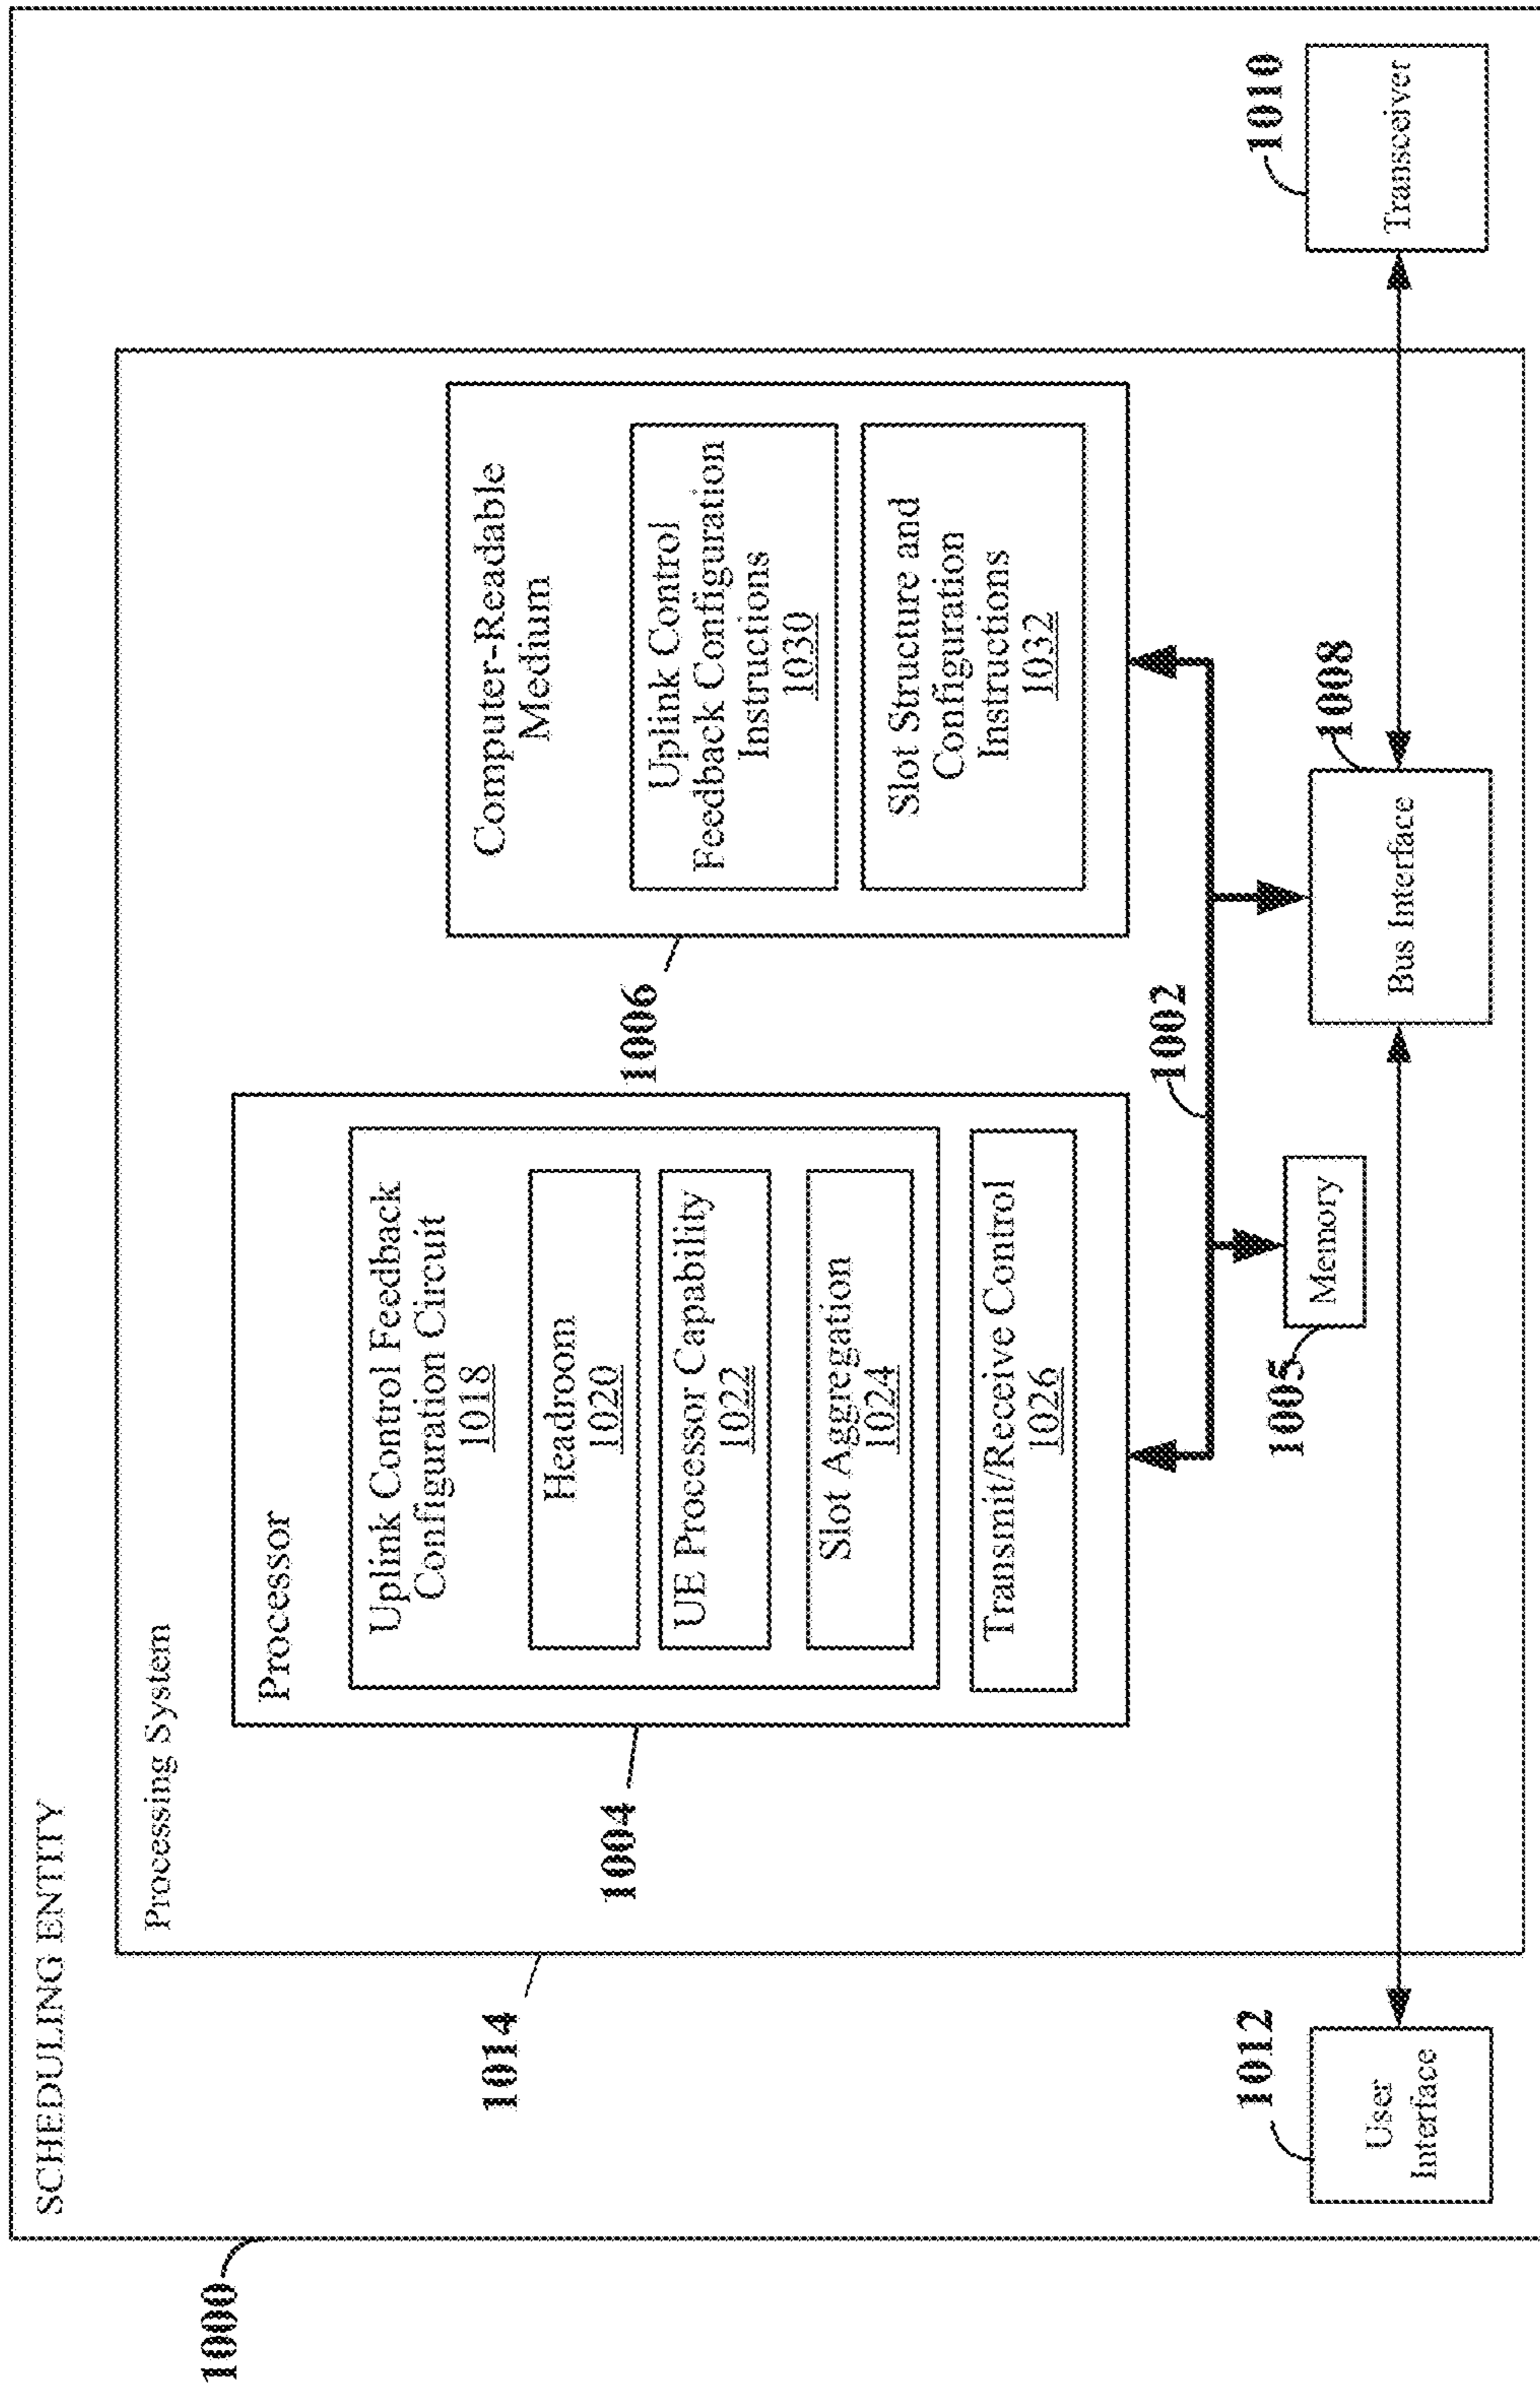 1000
SCHEDULING ENTITY
1014
Processing System
1004
Processor
Uplink Control Feedback
Configuration Circuit
1018
Headroom
1020
UE Processor Capability
1022
Slot Aggregation
1024
Transmit/Receive Control
1026
1006
Computer-Readable
Medium
Uplink Control
Feedback Configuration
Instructions
1030
Slot Structure and
Configuration
Instructions
1032
1002
1005
Memory
1008
Bus Interface
1012
User
Interface
1010
Transceiver